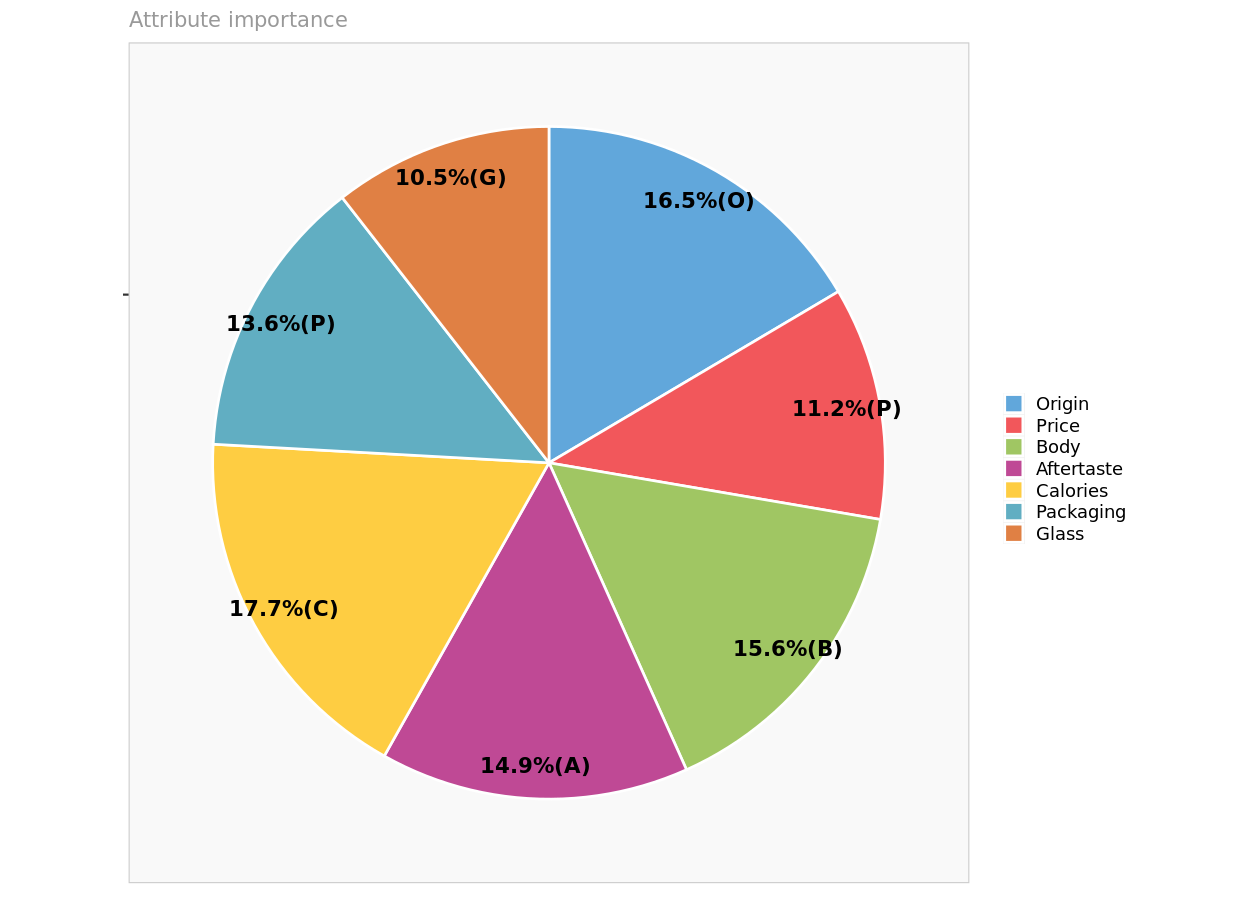 Attribute importance
10.5%(G)
16.5%(O)
13.6%(P)
11.2%(P)
17.7%(C)
15.6%(B)
14.9%(A)
Origin
Price
Body
Aftertaste
Calories
Packaging
Glass